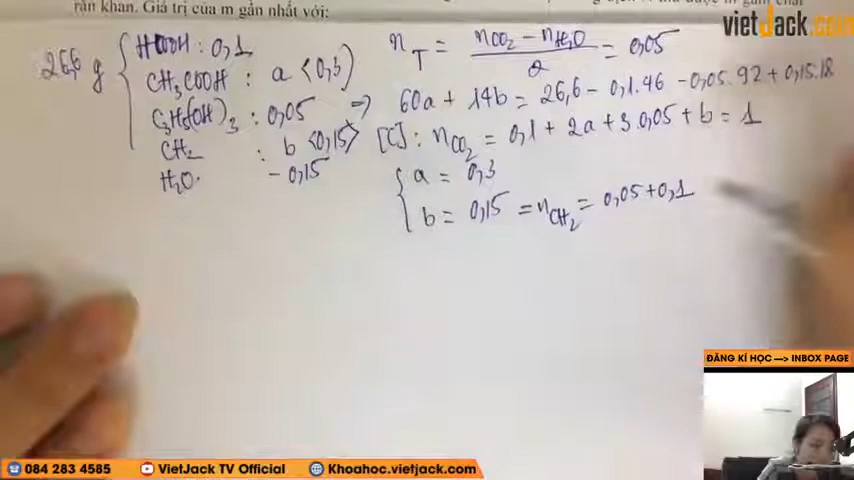 rắn khan. Giá trị của m gần nhất với:
vietJack.com
26,6 g { HCOOH : 0,1
CH3COOH : a (0,3)
C3H5(OH)3 : 0,05
CH2 : b (0,15)
H2O - 0,15
nT = (nCO2 - nH2O) / 2 = 0,05
=> 60a + 14b = 26,6 - 0,1.46 - 0,05.92 + 0,15.18
[C] : nCO2 = 0,1 + 2a + 3.0,05 + b = 1
{ a = 0,3
b = 0,15 = nCH2 = 0,05 + 0,1
ĐĂNG KÍ HỌC --> INBOX PAGE
084 283 4585 VietJack TV Official Khoahoc.vietjack.com